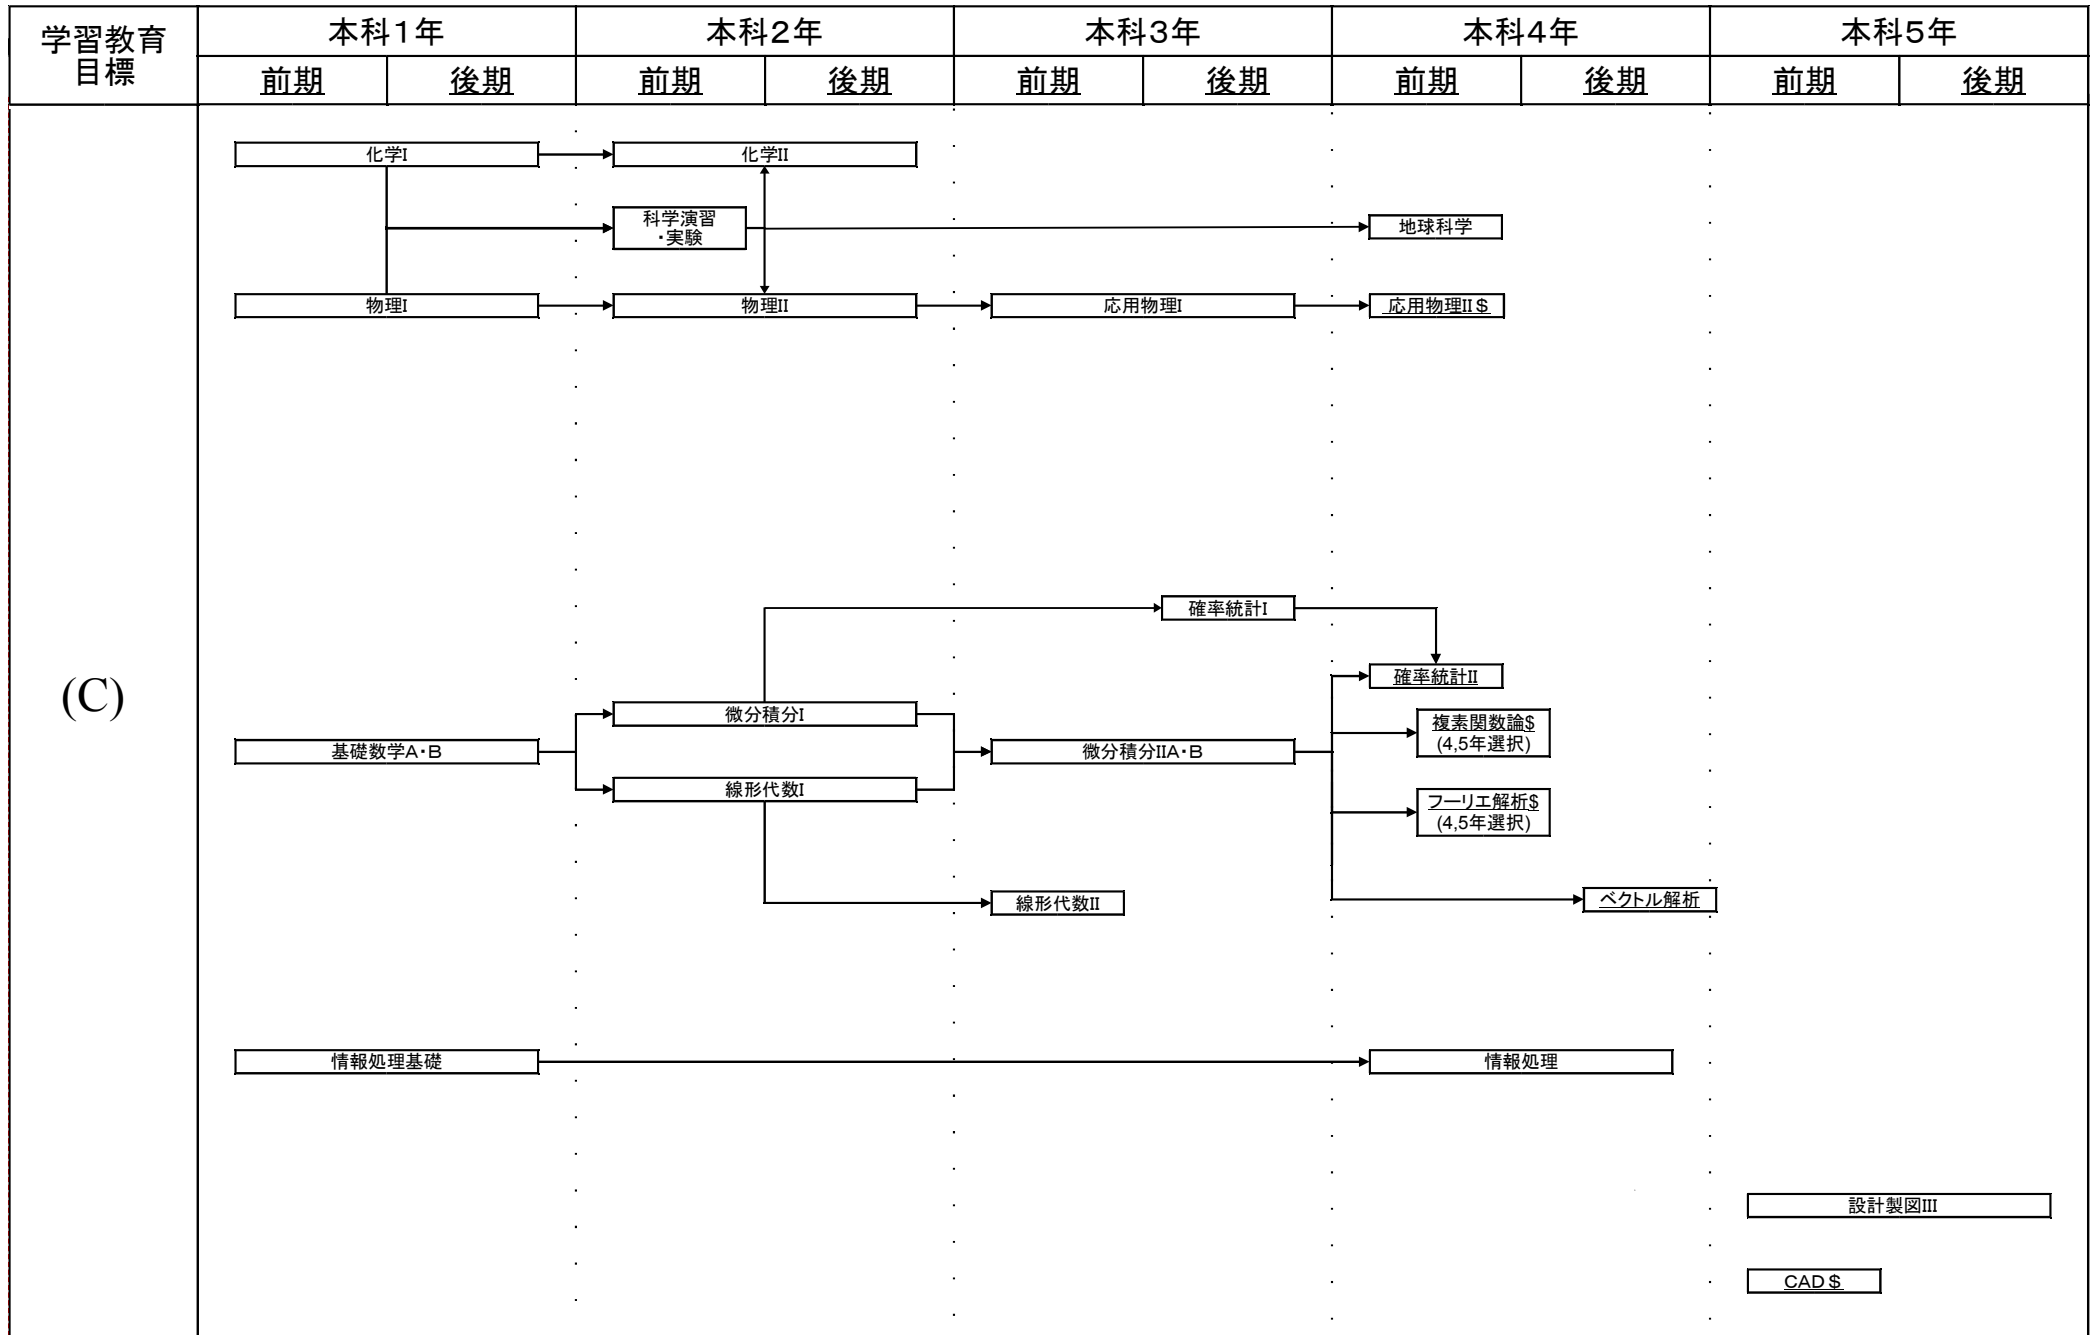 学習教育
目標
本科1年
本科2年
本科3年
本科4年
本科5年
前期
後期
前期
後期
前期
後期
前期
後期
前期
後期
(C)
化学I
化学II
科学演習
・実験
地球科学
物理I
物理II
応用物理I
応用物理II＄
確率統計I
確率統計II
微分積分I
複素関数論$
(4,5年選択)
基礎数学A・B
微分積分IIA・B
線形代数I
フーリエ解析$
(4,5年選択)
線形代数II
ベクトル解析
情報処理基礎
情報処理
設計製図III
CAD＄